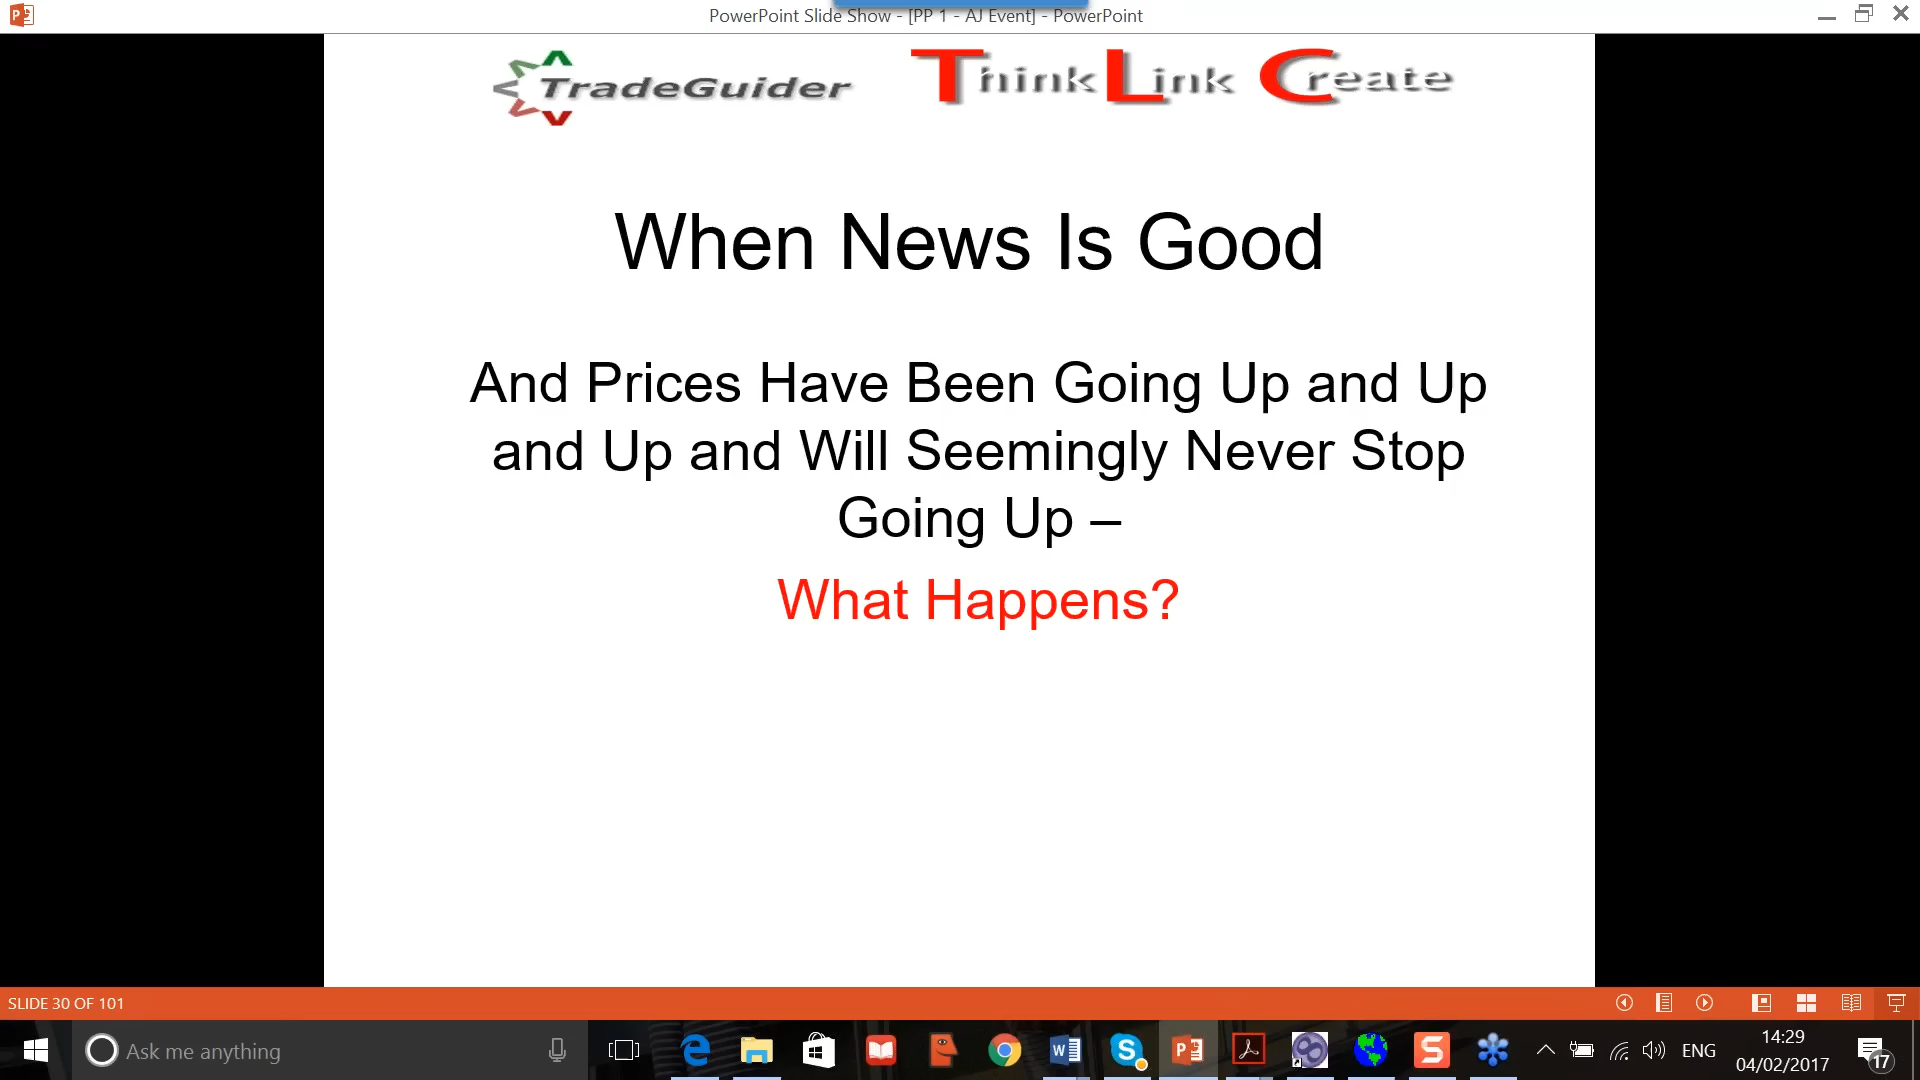 PowerPoint Slide Show - [PP 1 - AJ Event] - PowerPoint
TradeGuider
Think Link Create
When News Is Good
And Prices Have Been Going Up and Up
and Up and Will Seemingly Never Stop
Going Up –
What Happens?
SLIDE 30 OF 101
Ask me anything
ENG
14:29
04/02/2017
17